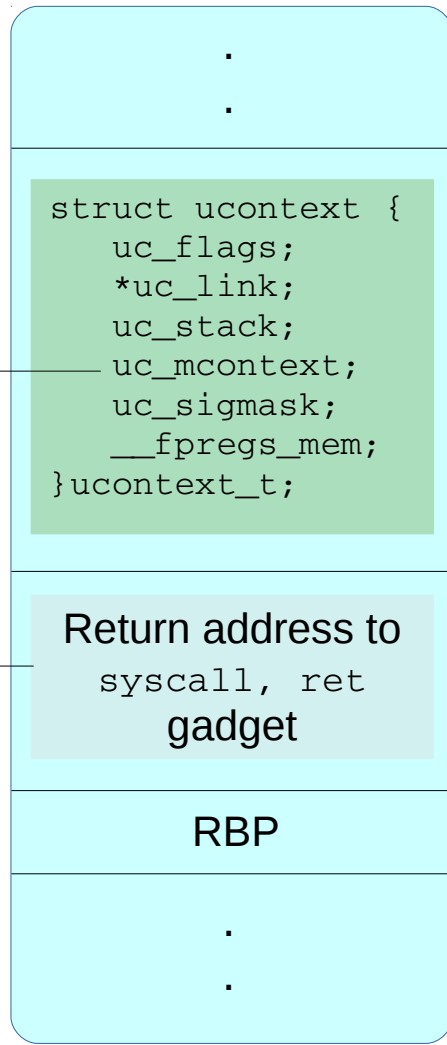 .
.
struct ucontext {
uc_flags;
*uc_link;
uc_stack;
uc_mcontext;
uc_sigmask;
__fpregs_mem;
}ucontext_t;
Return address to
syscall, ret
gadget
RBP
.
.